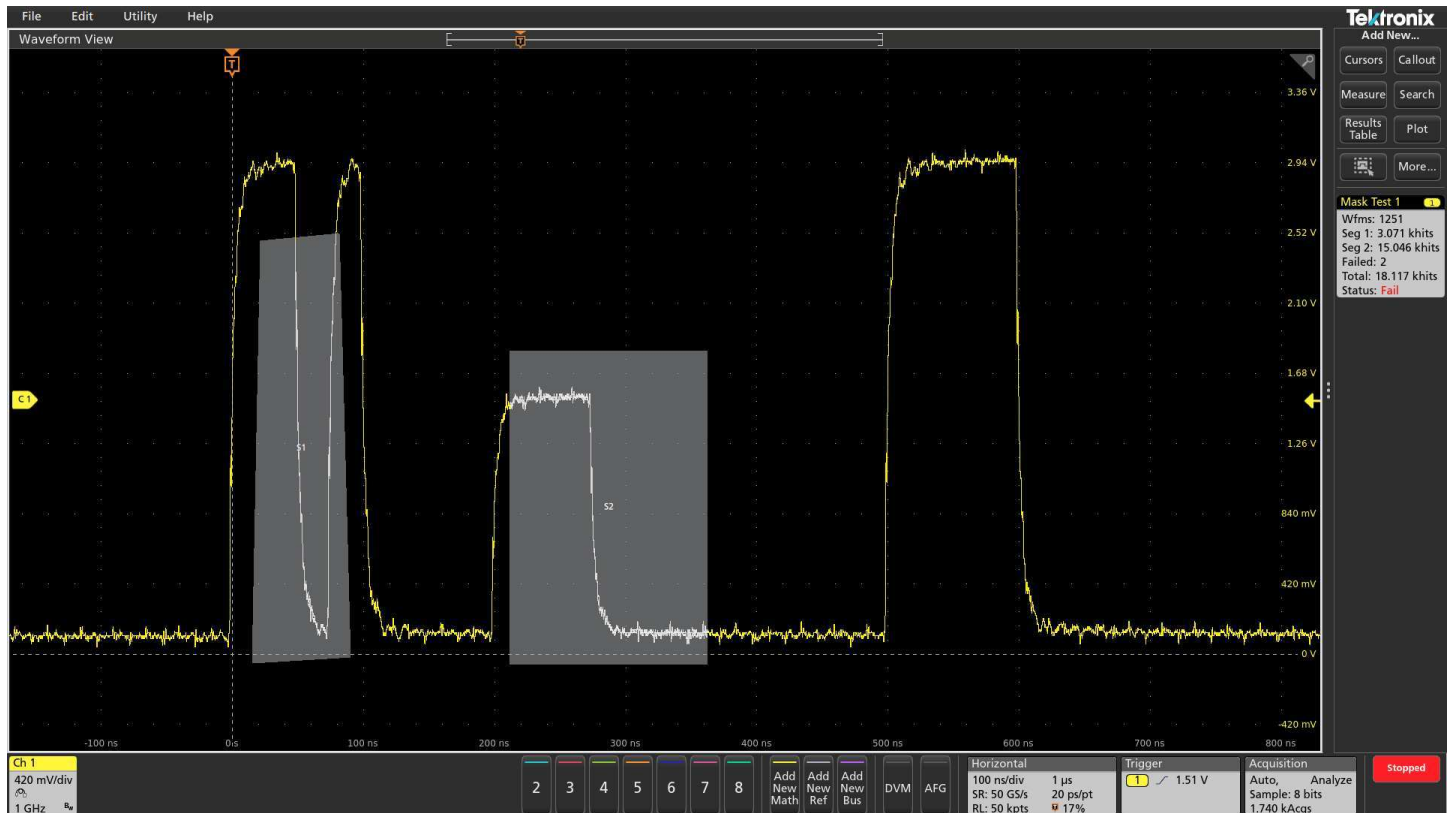 File Edit Utility Help
Tektronix
Waveform View
Add New...
T
T
Cursors Callout
Measure Search
Results Table Plot
More...
3.36 V
2.94 V
2.52 V
2.10 V
1.68 V
1.26 V
840 mV
420 mV
0 V
-420 mV
C 1
S1
S2
-100 ns 0s 100 ns 200 ns 300 ns 400 ns 500 ns 600 ns 700 ns 800 ns
Mask Test 1 1
Wfms: 1251
Seg 1: 3.071 khits
Seg 2: 15.046 khits
Failed: 2
Total: 18.117 khits
Status: Fail
Ch 1
420 mV/div
1 GHz
2 3 4 5 6 7 8
Add New Math
Add New Ref
Add New Bus
DVM AFG
Horizontal
100 ns/div 1 µs
SR: 50 GS/s 20 ps/pt
RL: 50 kpts 17%
Trigger
1 1.51 V
Acquisition
Auto, Analyze
Sample: 8 bits
1.740 kAcqs
Stopped